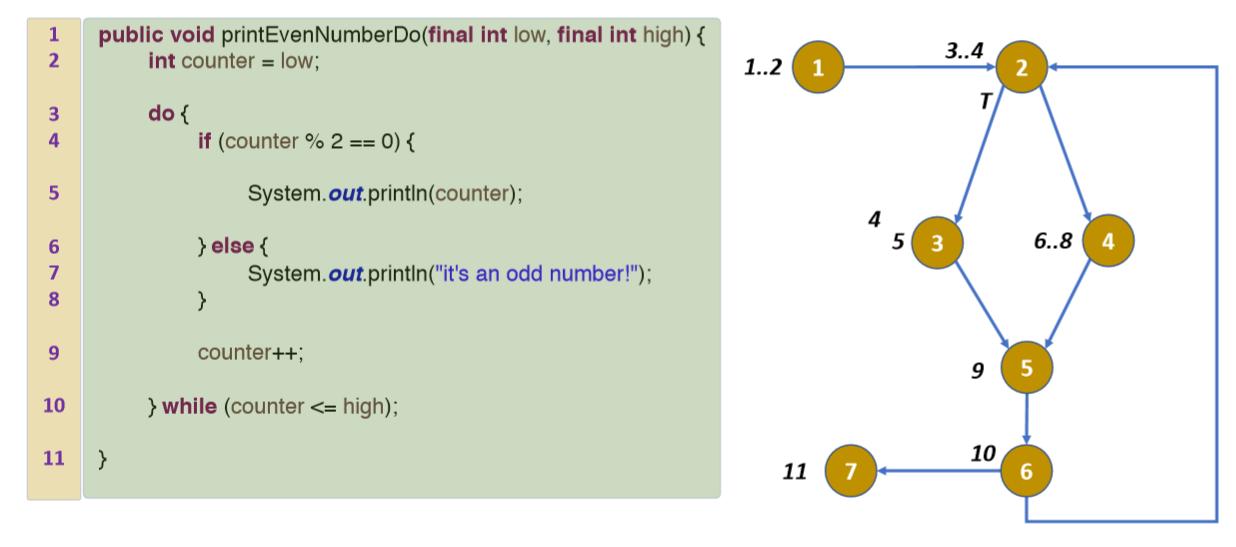 1 public void printEvenNumberDo(final int low, final int high) {
2 int counter = low;
3 do {
4 if (counter % 2 == 0) {
5 System.out.println(counter);
6 } else {
7 System.out.println("it's an odd number!");
8 }
9 counter++;
10 } while (counter <= high);
11 }
1..2 1 3..4 2
T
4
5 3 6..8 4
9 5
10
11 7 6